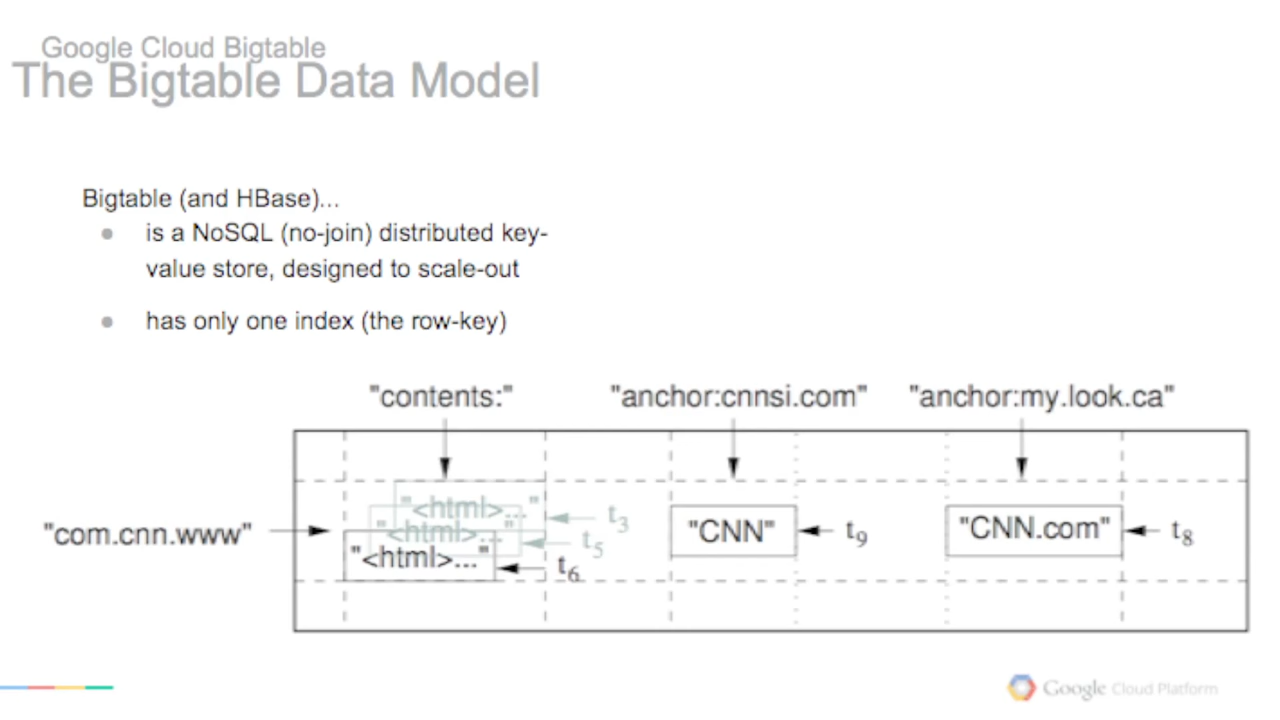 Google Cloud Bigtable
The Bigtable Data Model
Bigtable (and HBase)...
● is a NoSQL (no-join) distributed key-
value store, designed to scale-out
● has only one index (the row-key)
"contents:" "anchor:cnnsi.com" "anchor:my.look.ca"
"<html>..." t3
"<html>..." t5
"com.cnn.www" "CNN" t9 "CNN.com" t8
"<html>..." t6
Google Cloud Platform